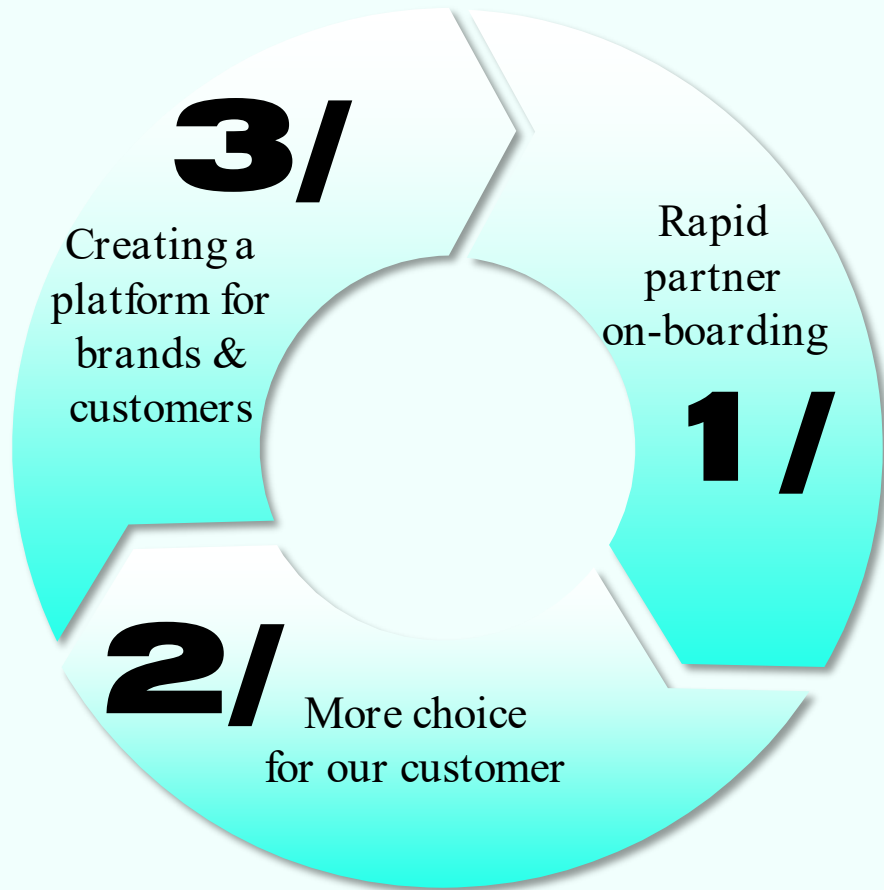 1/
Rapid
partner
on-boarding
2/
More choice
for our customer
3/
Creating a
platform for
brands &
customers